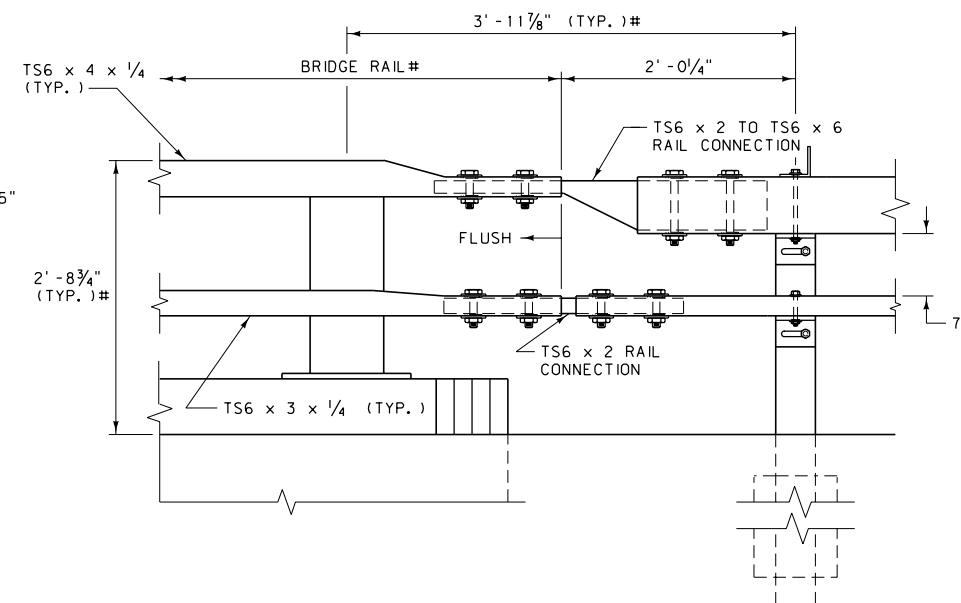 3'-11⅞" (TYP.)#
BRIDGE RAIL#
2'-0¼"
TS6 x 4 x ¼
(TYP.)
TS6 x 2 TO TS6 x 6
RAIL CONNECTION
5"
FLUSH
2'-8¾"
(TYP.)#
7
TS6 x 2 RAIL
CONNECTION
TS6 x 3 x ¼ (TYP.)